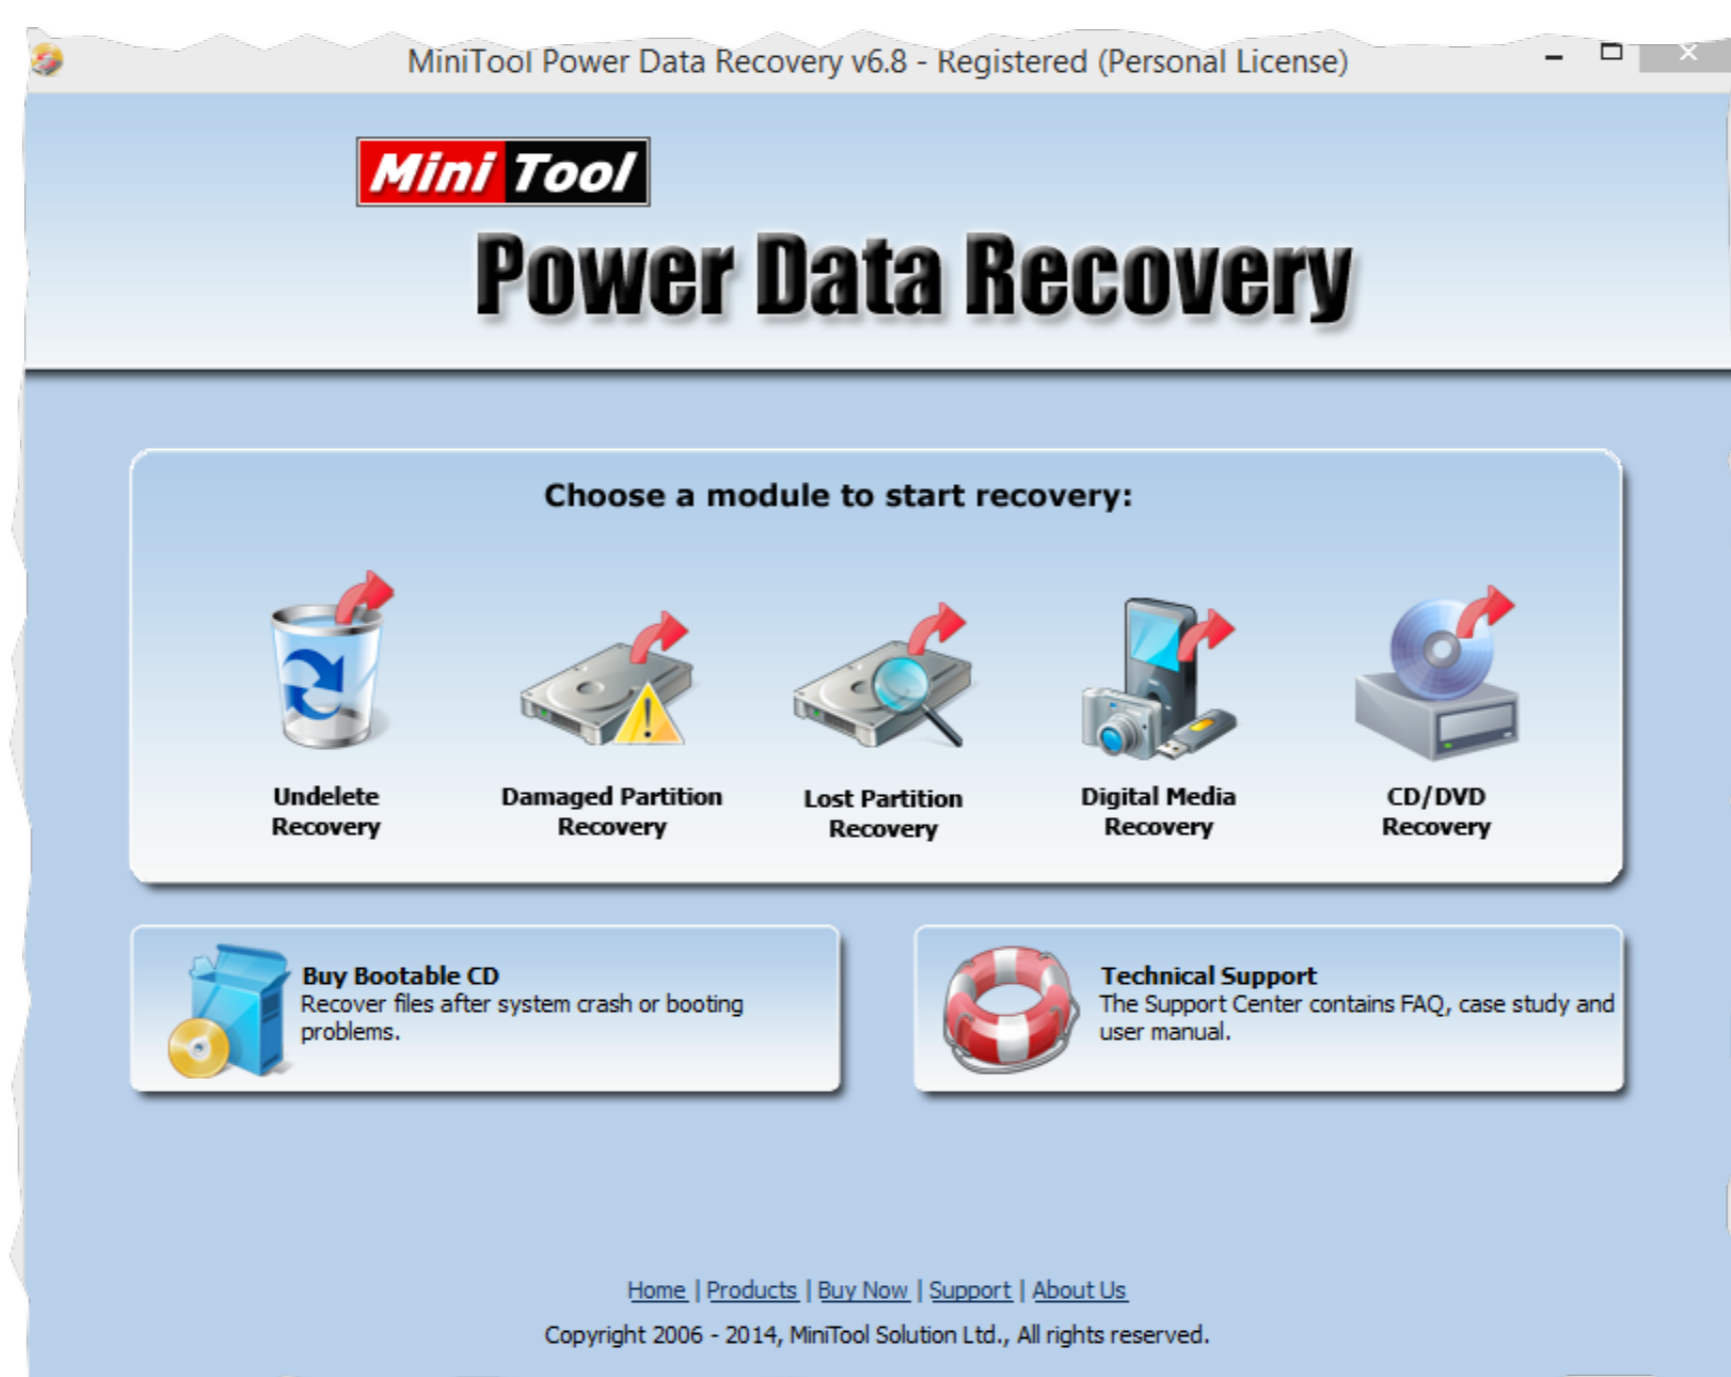 MiniTool Power Data Recovery v6.8 - Registered (Personal License)
Mini Tool
Power Data Recovery
Choose a module to start recovery:
Undelete
Recovery
Damaged Partition
Recovery
Lost Partition
Recovery
Digital Media
Recovery
CD/DVD
Recovery
Buy Bootable CD
Recover files after system crash or booting
problems.
Technical Support
The Support Center contains FAQ, case study and
user manual.
Home | Products | Buy Now | Support | About Us
Copyright 2006 - 2014, MiniTool Solution Ltd., All rights reserved.